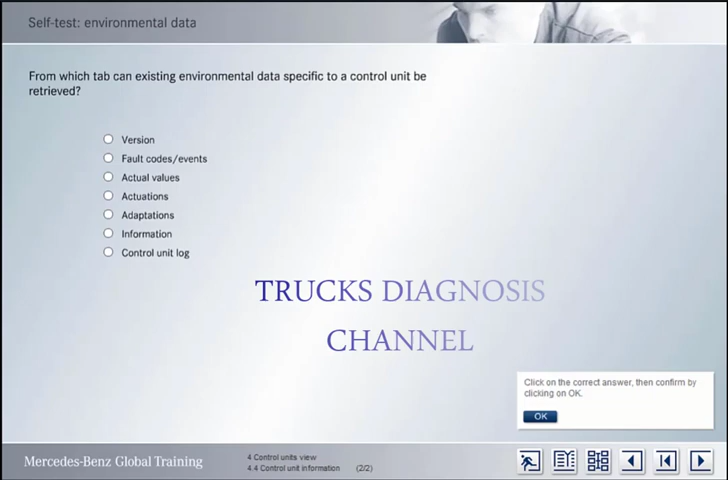 Self-test: environmental data
From which tab can existing environmental data specific to a control unit be
retrieved?
Version
Fault codes/events
Actual values
Actuations
Adaptations
Information
Control unit log
TRUCKS DIAGNOSIS
CHANNEL
Click on the correct answer, then confirm by
clicking on OK.
OK
Mercedes-Benz Global Training
4 Control units view
4.4 Control unit information (2/2)